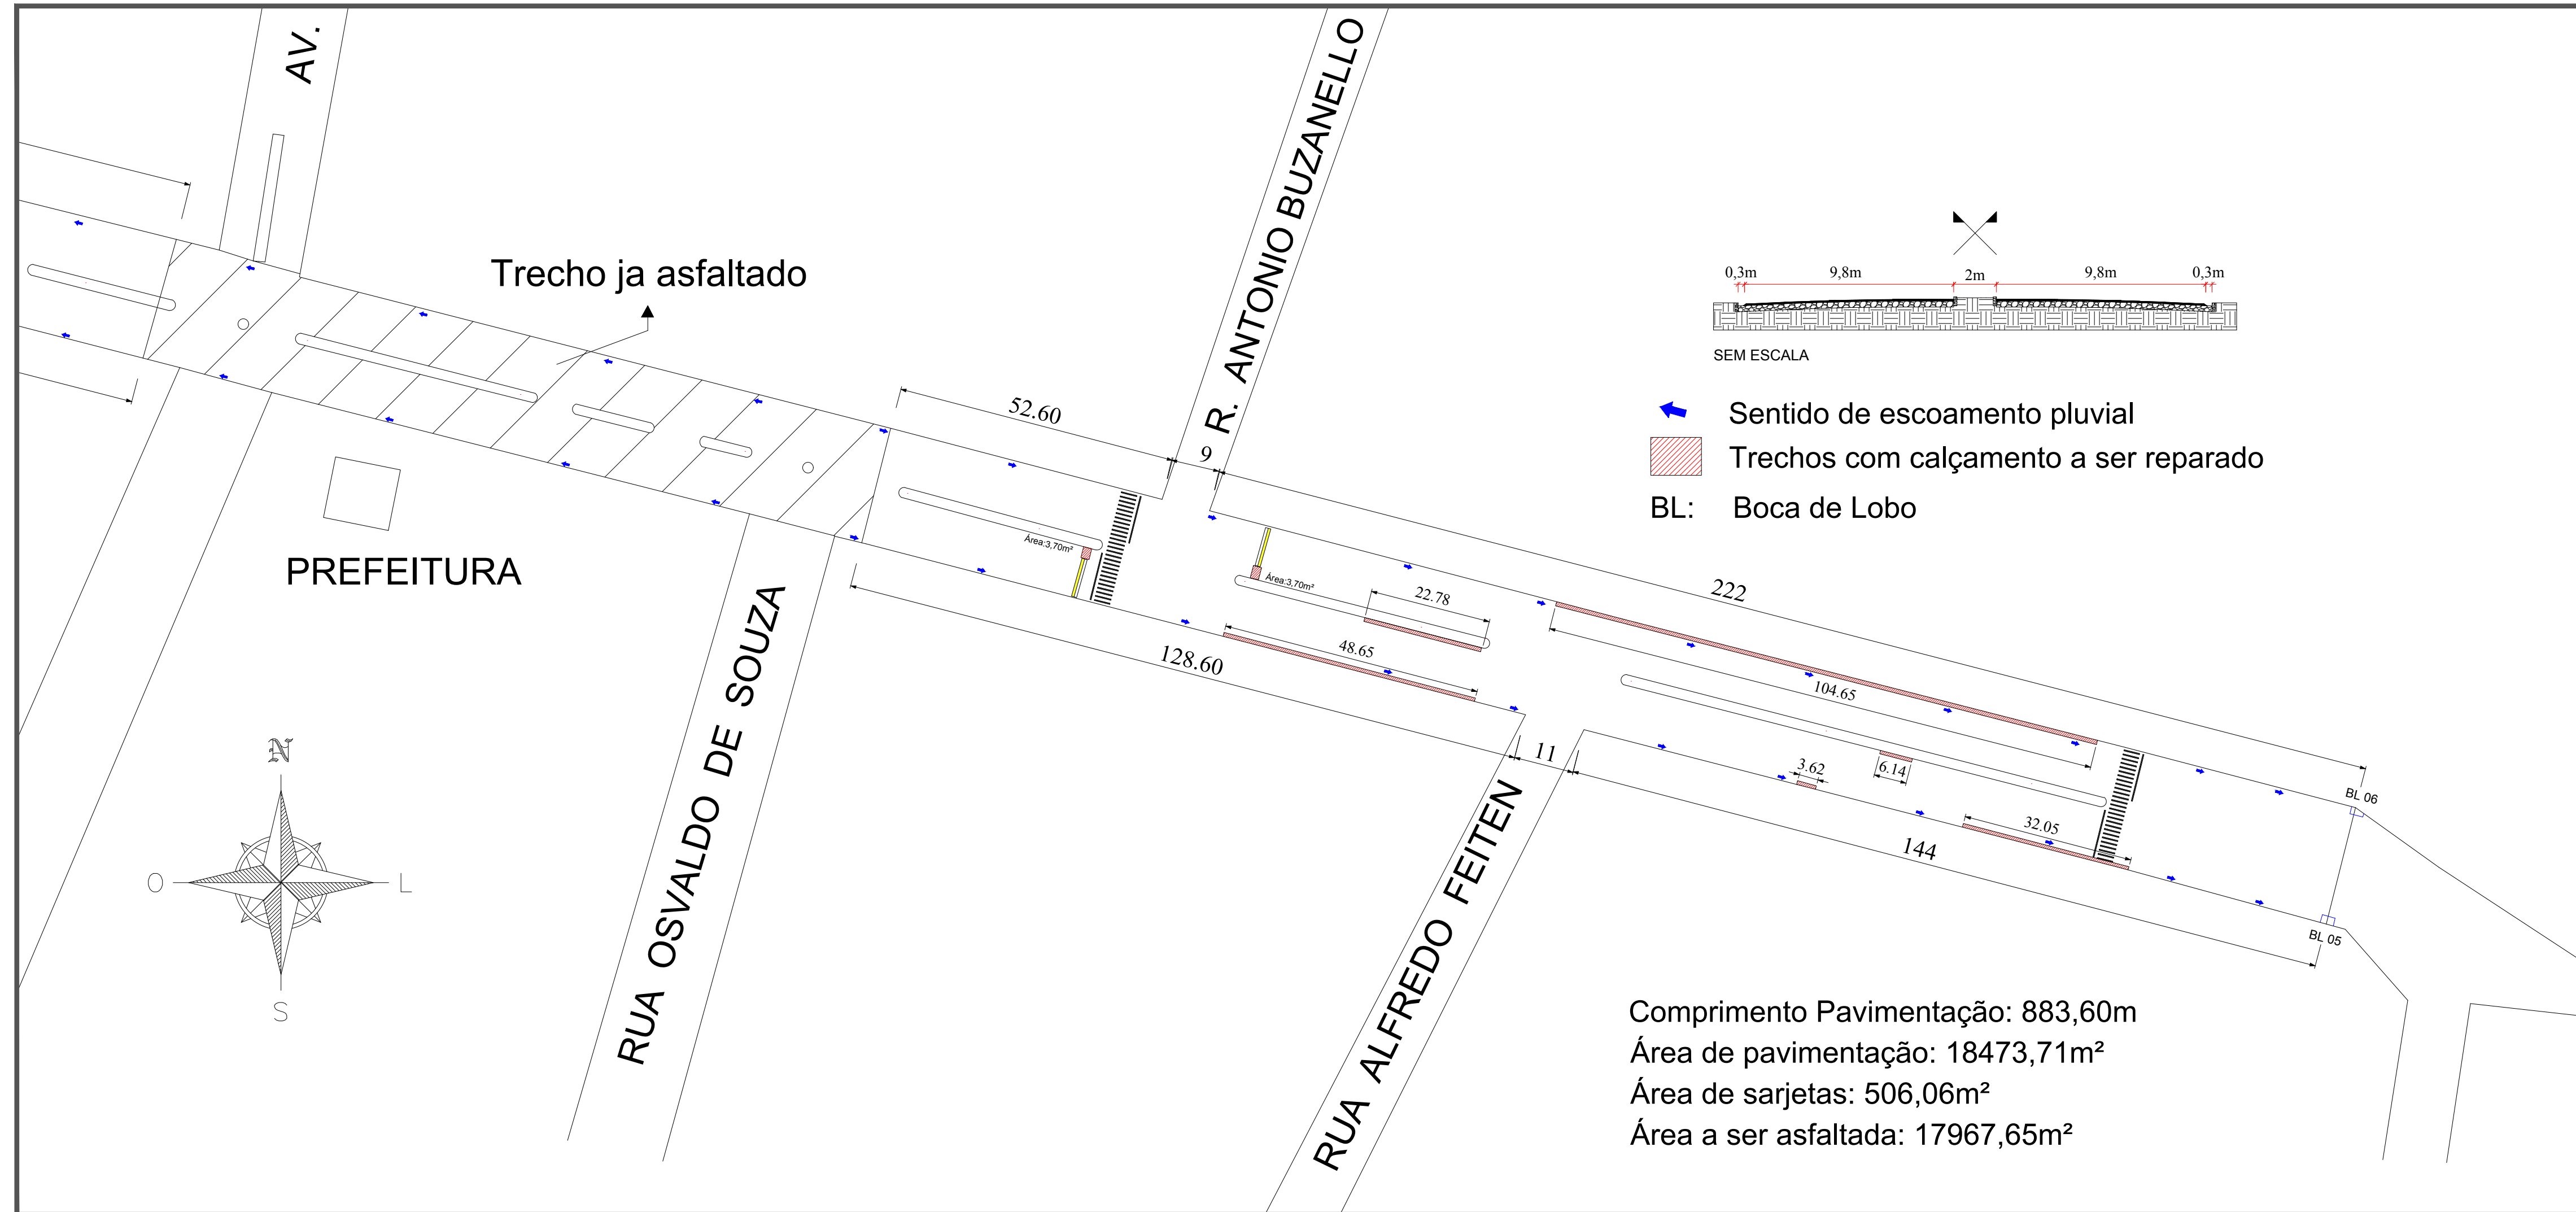 AV.
R. ANTONIO BUZANELLO
Trecho ja asfaltado
0,3m
9,8m
2m
9,8m
0,3m
SEM ESCALA
Sentido de escoamento pluvial
Trechos com calçamento a ser reparado
BL: Boca de Lobo
52.60
9
222
PREFEITURA
Área:3,70m²
Área:3,70m²
22.78
48.65
128.60
104.65
11
3.62
6.14
32.05
144
BL 06
BL 05
RUA OSVALDO DE SOUZA
RUA ALFREDO FEITEN
N
O
L
S
Comprimento Pavimentação: 883,60m
Área de pavimentação: 18473,71m²
Área de sarjetas: 506,06m²
Área a ser asfaltada: 17967,65m²